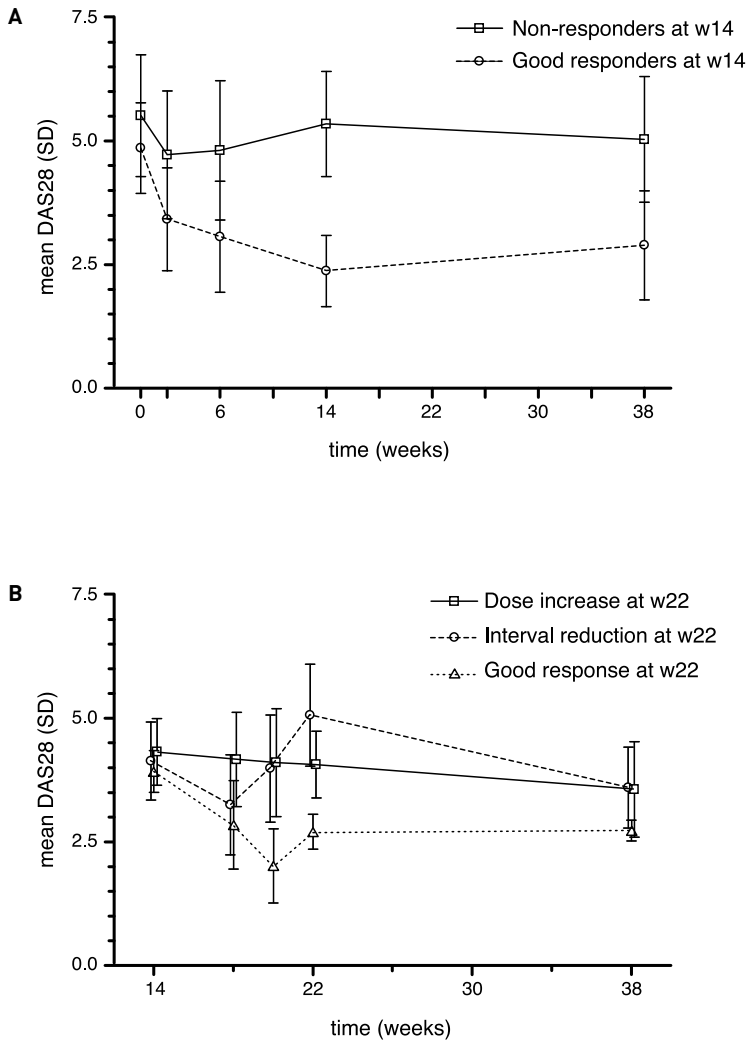 A
7.5
5.0
2.5
0.0
mean DAS28 (SD)
Non-responders at w14
Good responders at w14
0 6 14 22 30 38
time (weeks)
B
7.5
5.0
2.5
0.0
mean DAS28 (SD)
Dose increase at w22
Interval reduction at w22
Good response at w22
14 22 30 38
time (weeks)